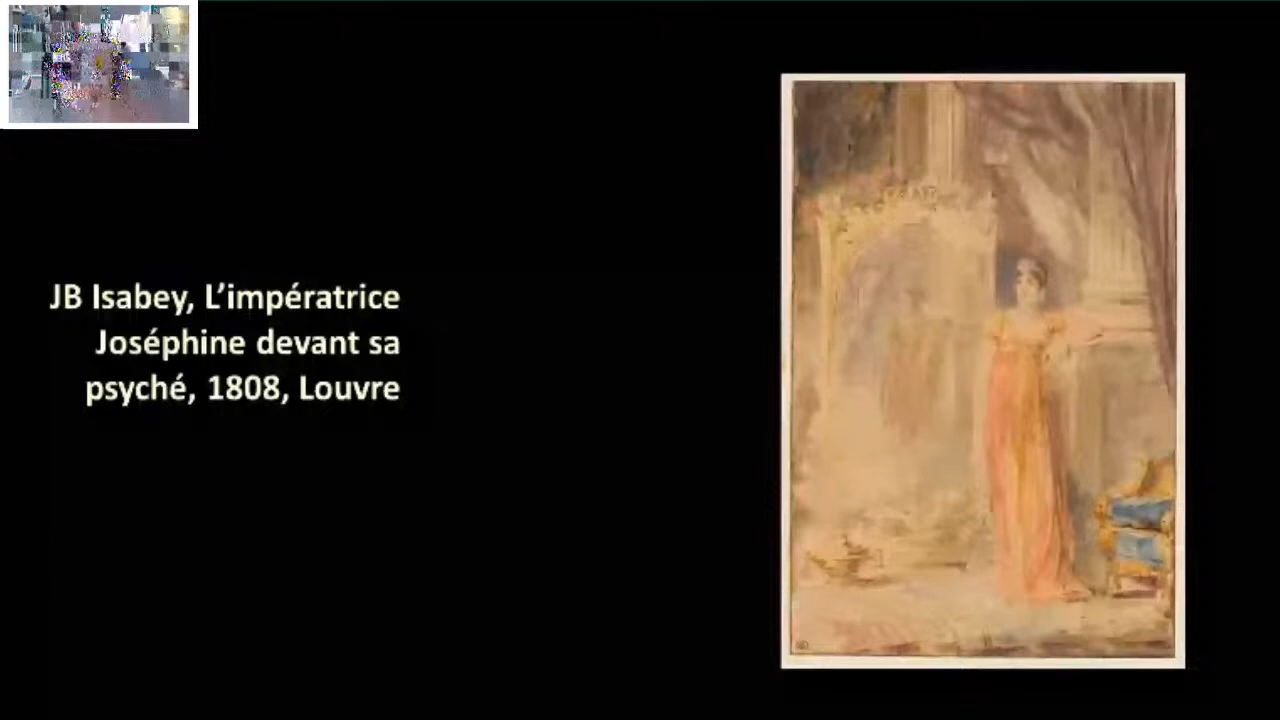 JB Isabey, L’impératrice
Joséphine devant sa
psyché, 1808, Louvre